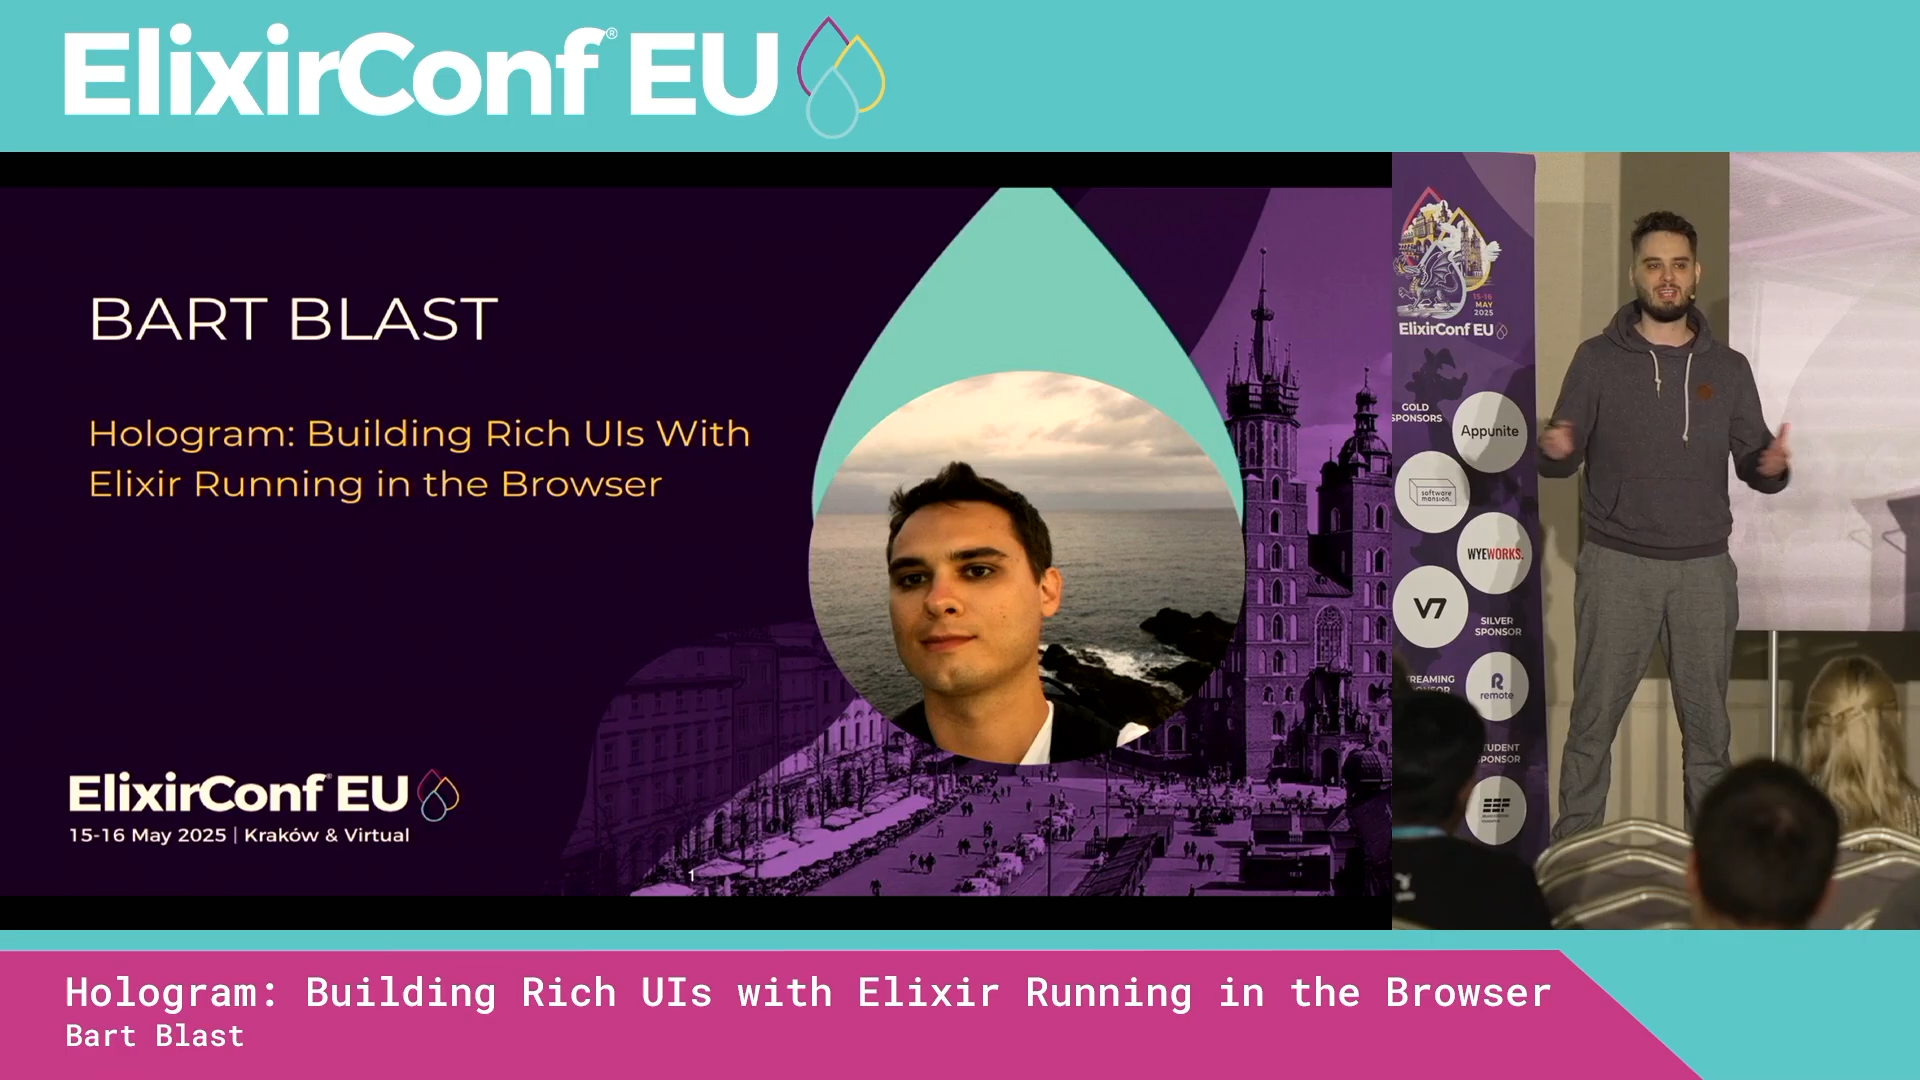 ElixirConf® EU
BART BLAST
Hologram: Building Rich UIs With
Elixir Running in the Browser
ElixirConf® EU
15-16 May 2025 | Kraków & Virtual
1
15-16
MAY
2025
ElixirConf EU
GOLD
SPONSORS
Appunite
software
mansion.
WYEWORKS.
V7
SILVER
SPONSOR
R
remote
EEF
Hologram: Building Rich UIs with Elixir Running in the Browser
Bart Blast